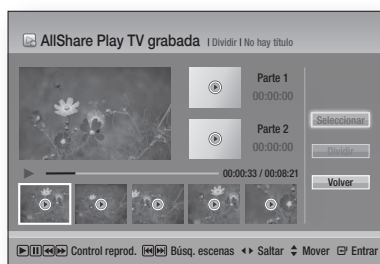 AllShare Play TV grabada | Dividir | No hay título
Parte 1
00:00:00
Parte 2
00:00:00
Seleccionar
Dividir
Volver
00:00:33 / 00:08:21
Control reprod. Búsq. escenas Saltar Mover Entrar